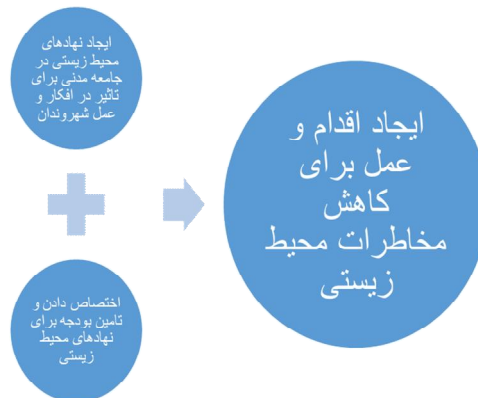 ایجاد نهادهای
محیط زیستی در
جامعه مدنی برای
تاثیر در افکار و
عمل شهروندان
اختصاص دادن و
تامین بودجه برای
نهادهای محیط
زیستی
ایجاد اقدام و
عمل برای
کاهش
مخاطرات محیط
زیستی